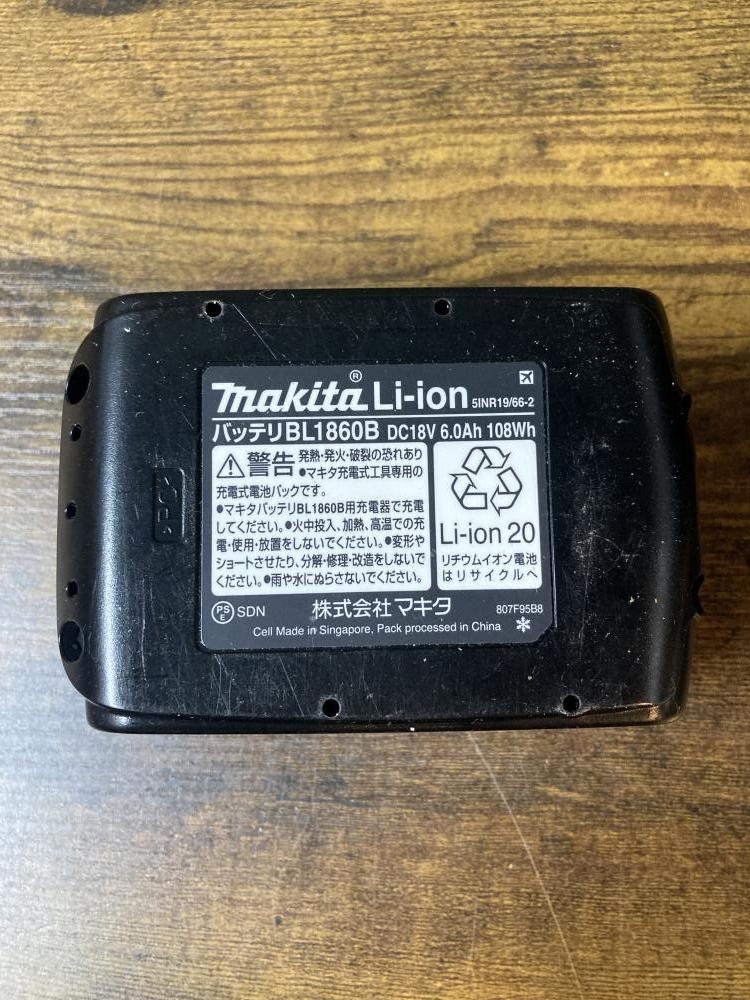 makita® Li-ion 5INR19/66-2
バッテリBL1860B DC18V 6.0Ah 108Wh
警告 発熱・発火・破裂の恐れあり
●マキタ充電式工具専用の
充電式電池パックです。
●マキタバッテリBL1860B用充電器で充電
してください。●火中投入、加熱、高温での充
電・使用・放置をしないでください。●変形や
ショートさせたり、分解・修理・改造をしないで
ください。●雨や水にぬらさないでください。
Li-ion 20
リチウムイオン電池
はリサイクルへ
PS
E SDN 株式会社マキタ 807F95B8
Cell Made in Singapore, Pack processed in China
>PC<